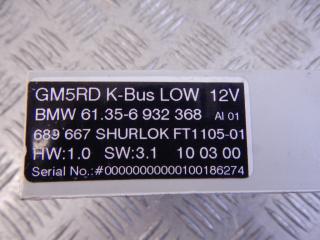 GM5RD K-Bus LOW 12V
BMW 61.35-6 932 368 AI 01
689 667 SHURLOK FT1105-01
HW:1.0 SW:3.1 10 03 00
Serial No.:#00000000000100186274